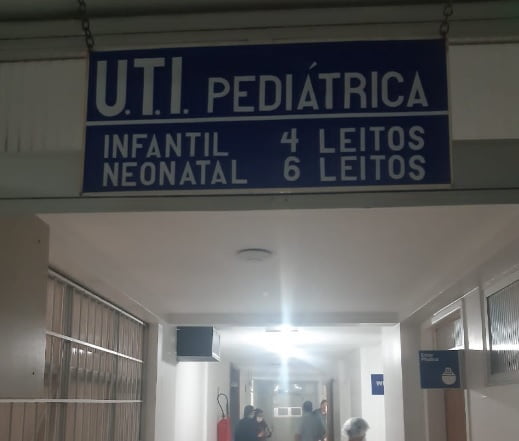 U.T.I. PEDIÁTRICA
INFANTIL 4 LEITOS
NEONATAL 6 LEITOS